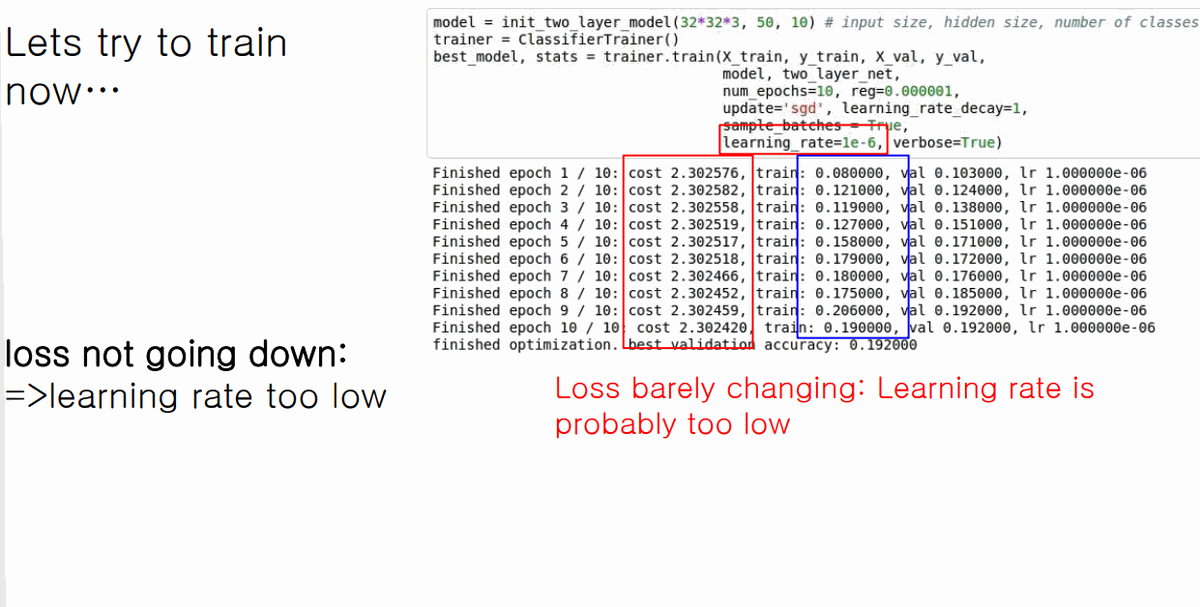 Lets try to train
now⋯
loss not going down:
=>learning rate too low
model = init_two_layer_model(32*32*3, 50, 10) # input size, hidden size, number of classes
trainer = ClassifierTrainer()
best_model, stats = trainer.train(X_train, y_train, X_val, y_val,
model, two_layer_net,
num_epochs=10, reg=0.000001,
update='sgd', learning_rate_decay=1,
sample_batches = True,
learning_rate=1e-6, verbose=True)
Finished epoch 1 / 10: cost 2.302576, train: 0.080000, val 0.103000, lr 1.000000e-06
Finished epoch 2 / 10: cost 2.302582, train: 0.121000, val 0.124000, lr 1.000000e-06
Finished epoch 3 / 10: cost 2.302558, train: 0.119000, val 0.138000, lr 1.000000e-06
Finished epoch 4 / 10: cost 2.302519, train: 0.127000, val 0.151000, lr 1.000000e-06
Finished epoch 5 / 10: cost 2.302517, train: 0.158000, val 0.171000, lr 1.000000e-06
Finished epoch 6 / 10: cost 2.302518, train: 0.179000, val 0.172000, lr 1.000000e-06
Finished epoch 7 / 10: cost 2.302466, train: 0.180000, val 0.176000, lr 1.000000e-06
Finished epoch 8 / 10: cost 2.302452, train: 0.175000, val 0.185000, lr 1.000000e-06
Finished epoch 9 / 10: cost 2.302459, train: 0.206000, val 0.192000, lr 1.000000e-06
Finished epoch 10 / 10: cost 2.302420, train: 0.190000, val 0.192000, lr 1.000000e-06
finished optimization. best validation accuracy: 0.192000
Loss barely changing: Learning rate is
probably too low